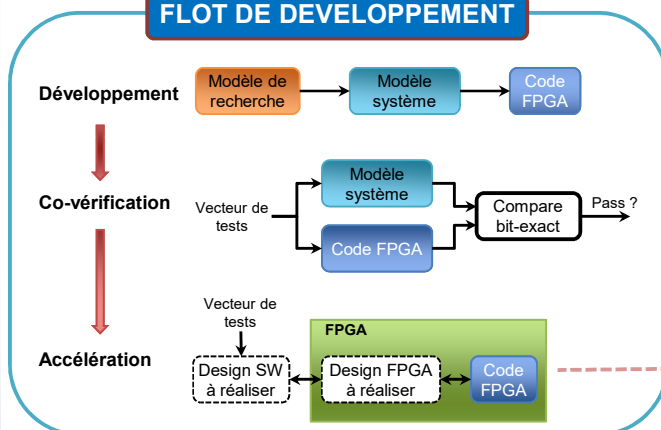 FLOT DE DEVELOPPEMENT
Développement
Modèle de
recherche
Modèle
système
Code
FPGA
Co-vérification
Vecteur de
tests
Modèle
système
Code FPGA
Compare
bit-exact
Pass ?
Accélération
Vecteur de
tests
Design SW
à réaliser
FPGA
Design FPGA
à réaliser
Code
FPGA